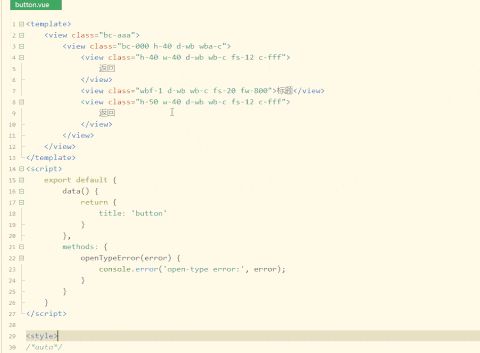 button.vue
1 <template>
2 <view class="bc-aaa">
3 <view class="bc-000 h-40 d-wb wba-c">
4 <view class="h-40 w-40 d-wb wb-c fs-12 c-fff">
5 返回
6 </view>
7 <view class="wbf-1 d-wb wb-c fs-20 fw-800">标题</view>
8 <view class="h-50 w-40 d-wb wb-c fs-12 c-fff">
9 返回
10 </view>
11 </view>
12 </view>
13 </template>
14 <script>
15 export default {
16 data() {
17 return {
18 title: 'button'
19 }
20 },
21 methods: {
22 openTypeError(error) {
23 console.error('open-type error:', error);
24 }
25 }
26 }
27 </script>
28
29 <style>
30 /*auto*/